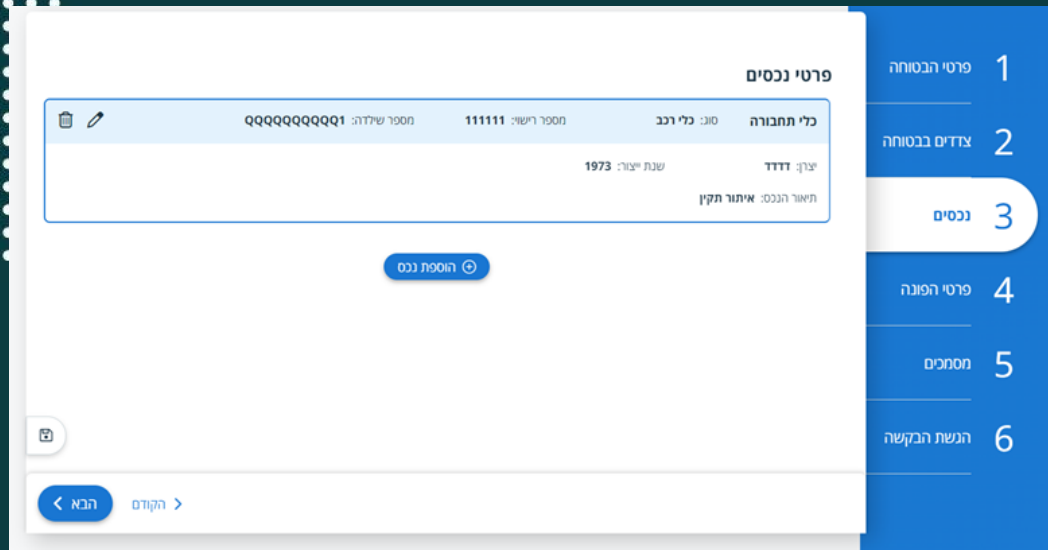 1 פרטי הבטוחה
2 צדדים בבטוחה
3 נכסים
4 פרטי הפונה
5 מסמכים
6 הגשת הבקשה
פרטי נכסים
כלי תחבורה סוג: כלי רכב מספר רישוי: 111111 מספר שילדה: QQQQQQQQQQ1
יצרן: דדדד שנת ייצור: 1973
תיאור הנכס: איתור תקין
הוספת נכס
הקודם הבא